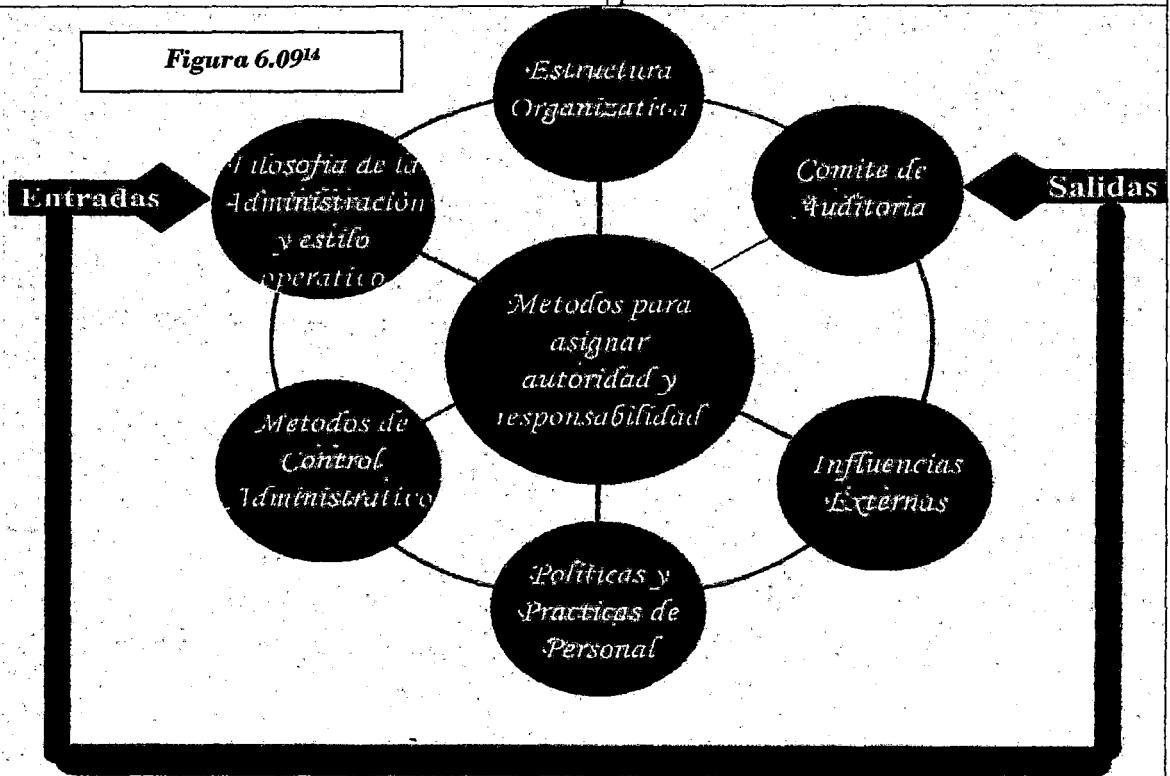 Figura 6.09¹⁴
Estructura
Organizativa
Filosofia de la
Administración
y estilo
operativo
Comite de
Auditoria
Entradas
Salidas
Metodos para
asignar
autoridad y
responsabilidad
Metodos de
Control
Administrativo
Influencias
Externas
Políticas y
Practicas de
Personal